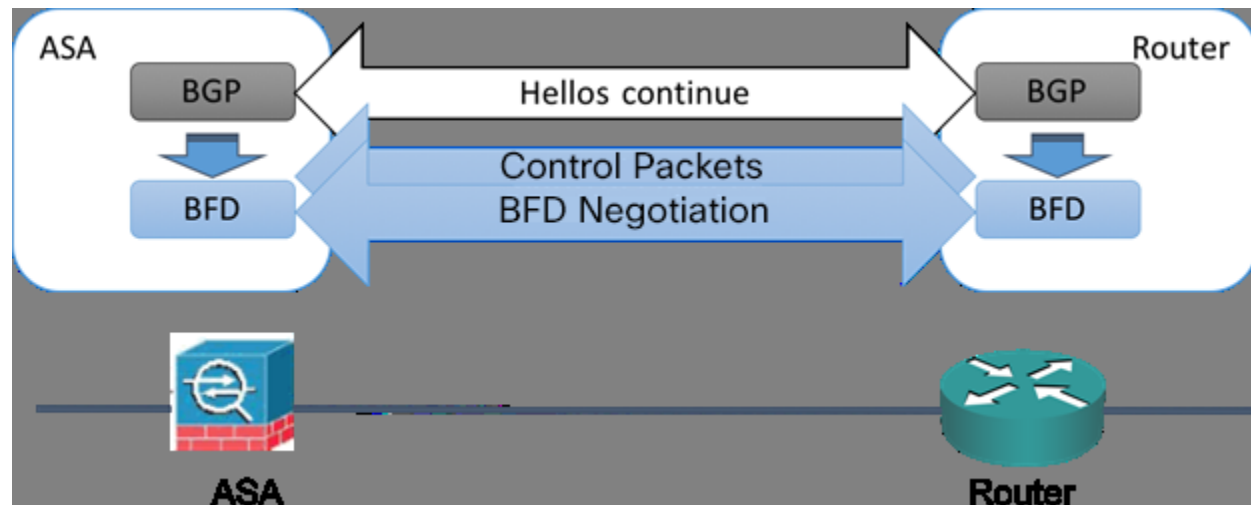 ASA
Router
BGP
Hellos continue
BGP
Control Packets
BFD
BFD Negotiation
BFD
ASA
Router